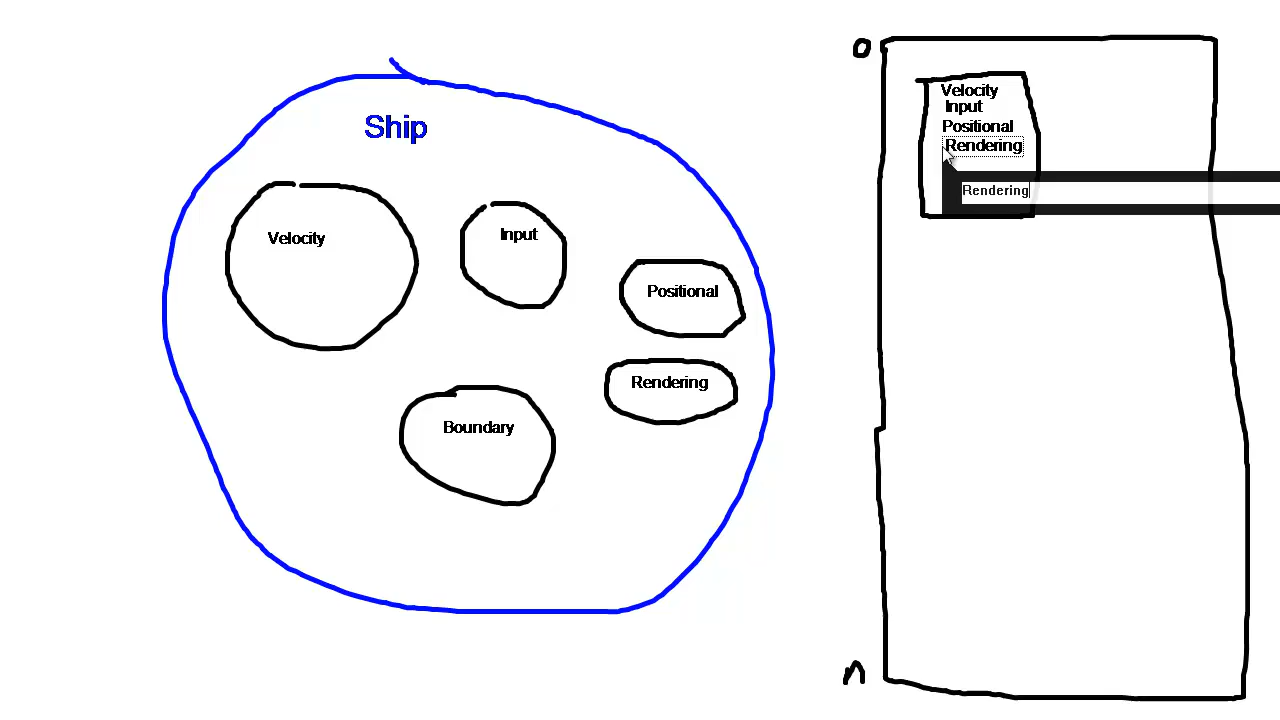 Ship
Velocity
Input
Positional
Rendering
Boundary
0
Velocity
Input
Positional
Rendering
Rendering
n